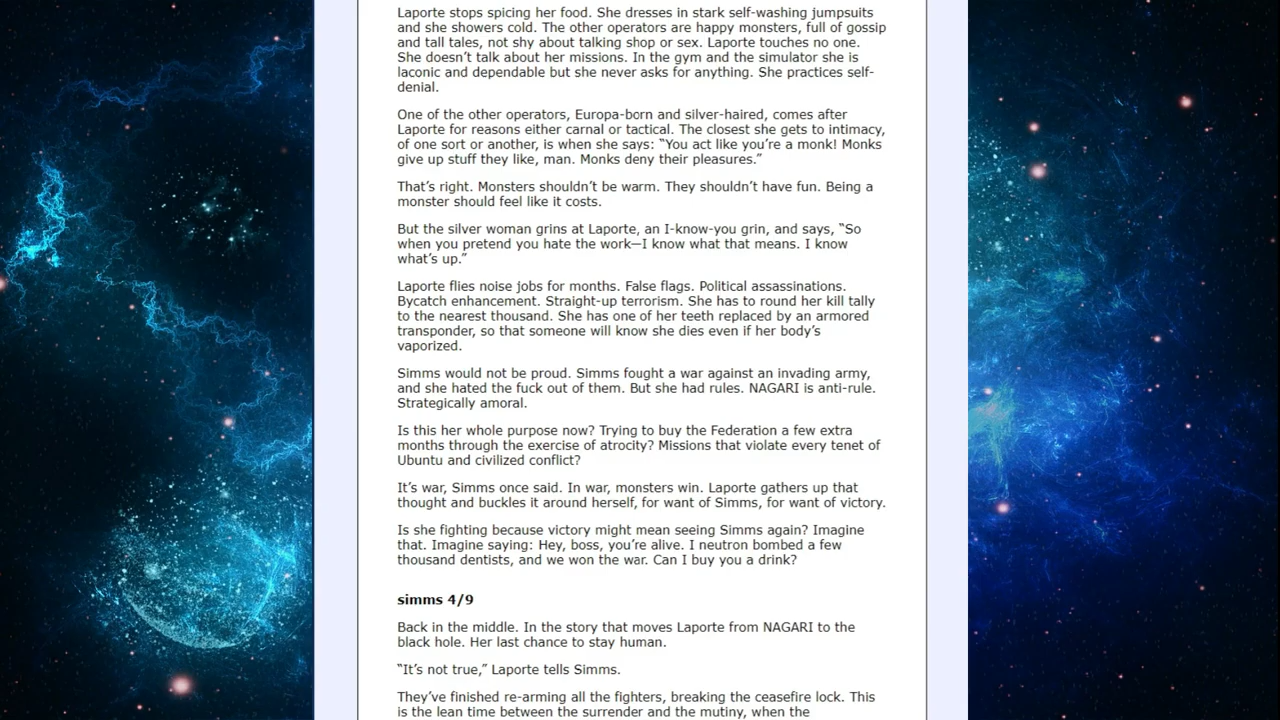 Laporte stops spicing her food. She dresses in stark self-washing jumpsuits
and she showers cold. The other operators are happy monsters, full of gossip
and tall tales, not shy about talking shop or sex. Laporte touches no one.
She doesn’t talk about her missions. In the gym and the simulator she is
laconic and dependable but she never asks for anything. She practices self-
denial.
One of the other operators, Europa-born and silver-haired, comes after
Laporte for reasons either carnal or tactical. The closest she gets to intimacy,
of one sort or another, is when she says: “You act like you’re a monk! Monks
give up stuff they like, man. Monks deny their pleasures.”
That’s right. Monsters shouldn’t be warm. They shouldn’t have fun. Being a
monster should feel like it costs.
But the silver woman grins at Laporte, an I-know-you grin, and says, “So
when you pretend you hate the work—I know what that means. I know
what’s up.”
Laporte flies noise jobs for months. False flags. Political assassinations.
Bycatch enhancement. Straight-up terrorism. She has to round her kill tally
to the nearest thousand. She has one of her teeth replaced by an armored
transponder, so that someone will know she dies even if her body’s
vaporized.
Simms would not be proud. Simms fought a war against an invading army,
and she hated the fuck out of them. But she had rules. NAGARI is anti-rule.
Strategically amoral.
Is this her whole purpose now? Trying to buy the Federation a few extra
months through the exercise of atrocity? Missions that violate every tenet of
Ubuntu and civilized conflict?
It’s war, Simms once said. In war, monsters win. Laporte gathers up that
thought and buckles it around herself, for want of Simms, for want of victory.
Is she fighting because victory might mean seeing Simms again? Imagine
that. Imagine saying: Hey, boss, you’re alive. I neutron bombed a few
thousand dentists, and we won the war. Can I buy you a drink?
simms 4/9
Back in the middle. In the story that moves Laporte from NAGARI to the
black hole. Her last chance to stay human.
“It’s not true,” Laporte tells Simms.
They’ve finished re-arming all the fighters, breaking the ceasefire lock. This
is the lean time between the surrender and the mutiny, when the